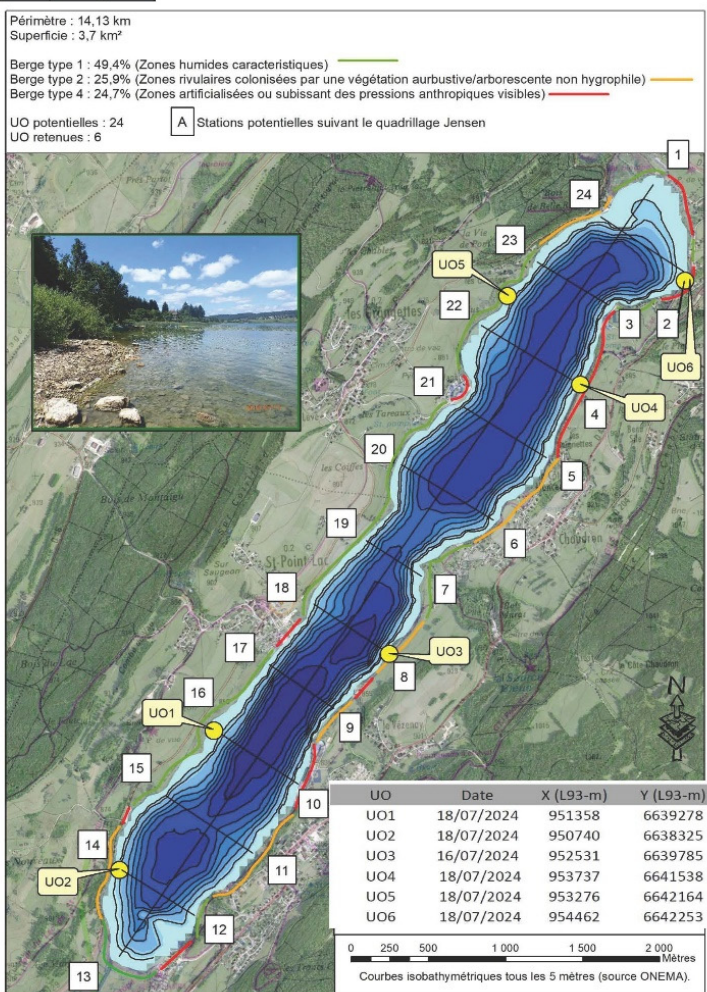 Périmètre : 14,13 km
Superficie : 3,7 km²
Berge type 1 : 49,4% (Zones humides caracteristiques)
Berge type 2 : 25,9% (Zones rivulaires colonisées par une végétation aurbustive/arborescente non hygrophile)
Berge type 4 : 24,7% (Zones artificialisées ou subissant des pressions anthropiques visibles)
UO potentielles : 24
A Stations potentielles suivant le quadrillage Jensen
UO retenues : 6
1
24
23
UO5
22
3
2
UO6
les Grangettes
21
4
UO4
20
5
les Coiffes
19
6
Chaudron
St-Point-Lac
18
7
17
UO3
8
16
UO1
9
N
15
10
14
11
UO2
12
13
UO Date X (L93-m) Y (L93-m)
UO1 18/07/2024 951358 6639278
UO2 18/07/2024 950740 6638325
UO3 16/07/2024 952531 6639785
UO4 18/07/2024 953737 6641538
UO5 18/07/2024 953276 6642164
UO6 18/07/2024 954462 6642253
0 250 500 1 000 1 500 2 000
Mètres
Courbes isobathymétriques tous les 5 mètres (source ONEMA).